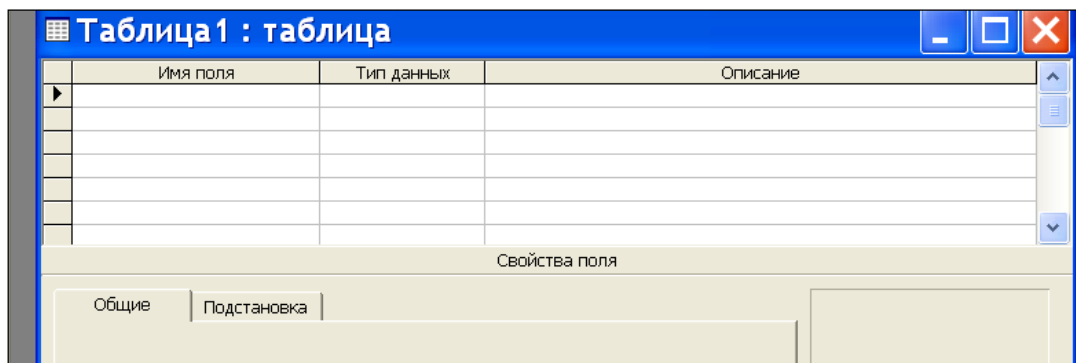 Таблица1 : таблица
Имя поля Тип данных Описание
Свойства поля
Общие Подстановка